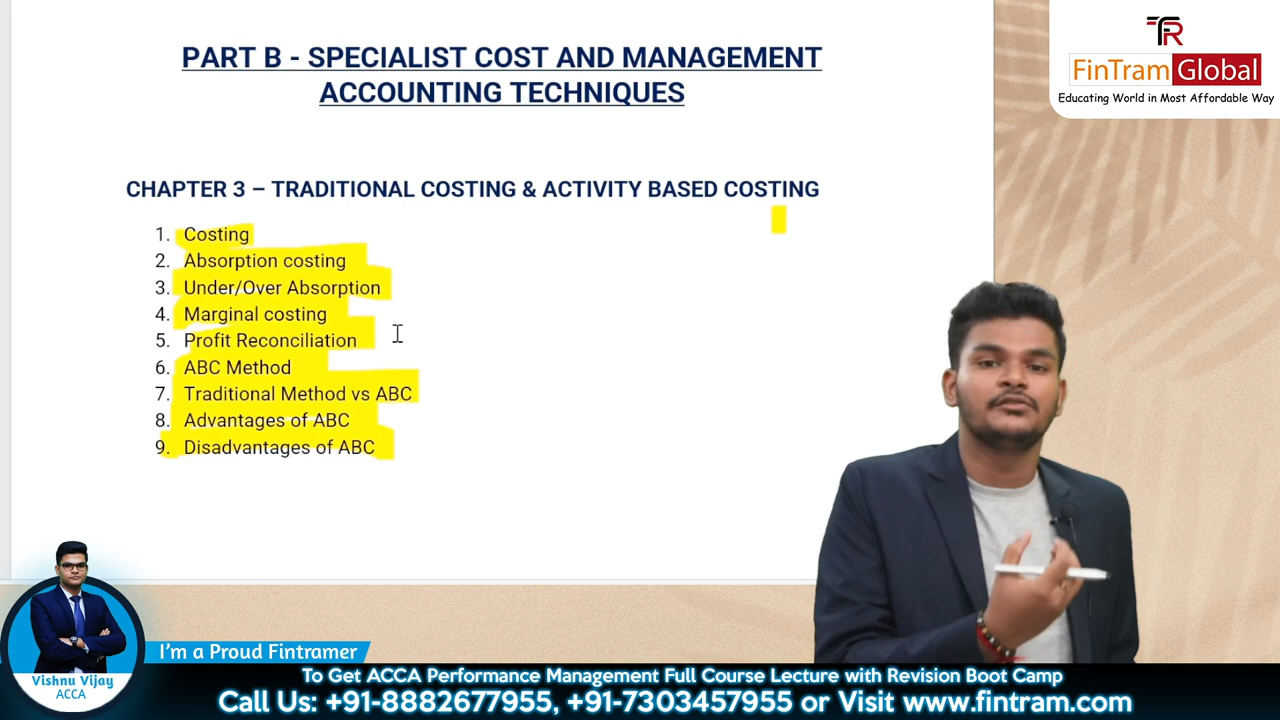 PART B - SPECIALIST COST AND MANAGEMENT
ACCOUNTING TECHNIQUES
CHAPTER 3 – TRADITIONAL COSTING & ACTIVITY BASED COSTING
1. Costing
2. Absorption costing
3. Under/Over Absorption
4. Marginal costing
5. Profit Reconciliation
6. ABC Method
7. Traditional Method vs ABC
8. Advantages of ABC
9. Disadvantages of ABC
FinTram Global
Educating World in Most Affordable Way
I'm a Proud Fintramer
Vishnu Vijay
ACCA
To Get ACCA Performance Management Full Course Lecture with Revision Boot Camp
Call Us: +91-8882677955, +91-7303457955 or Visit www.fintram.com